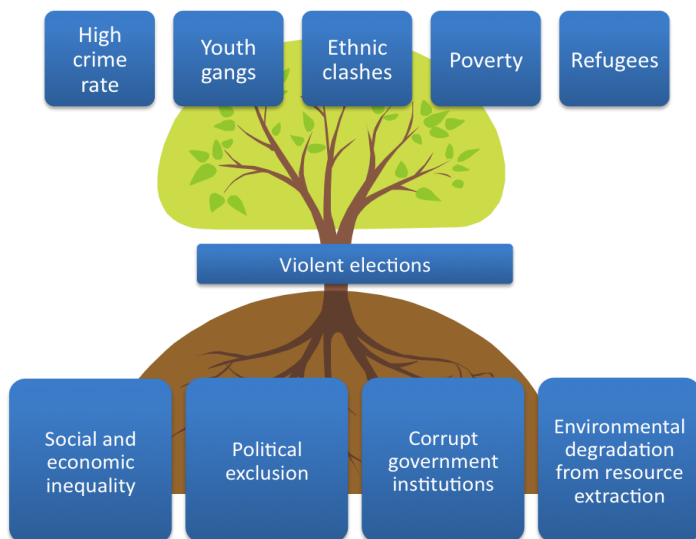 High
crime
rate
Youth
gangs
Ethnic
clashes
Poverty
Refugees
Violent elections
Social and
economic
inequality
Political
exclusion
Corrupt
government
institutions
Environmental
degradation
from resource
extraction